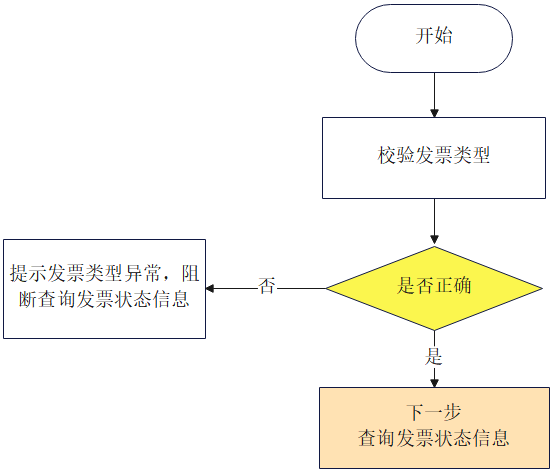 开始
校验发票类型
提示发票类型异常，阻
断查询发票状态信息
否
是否正确
是
下一步
查询发票状态信息